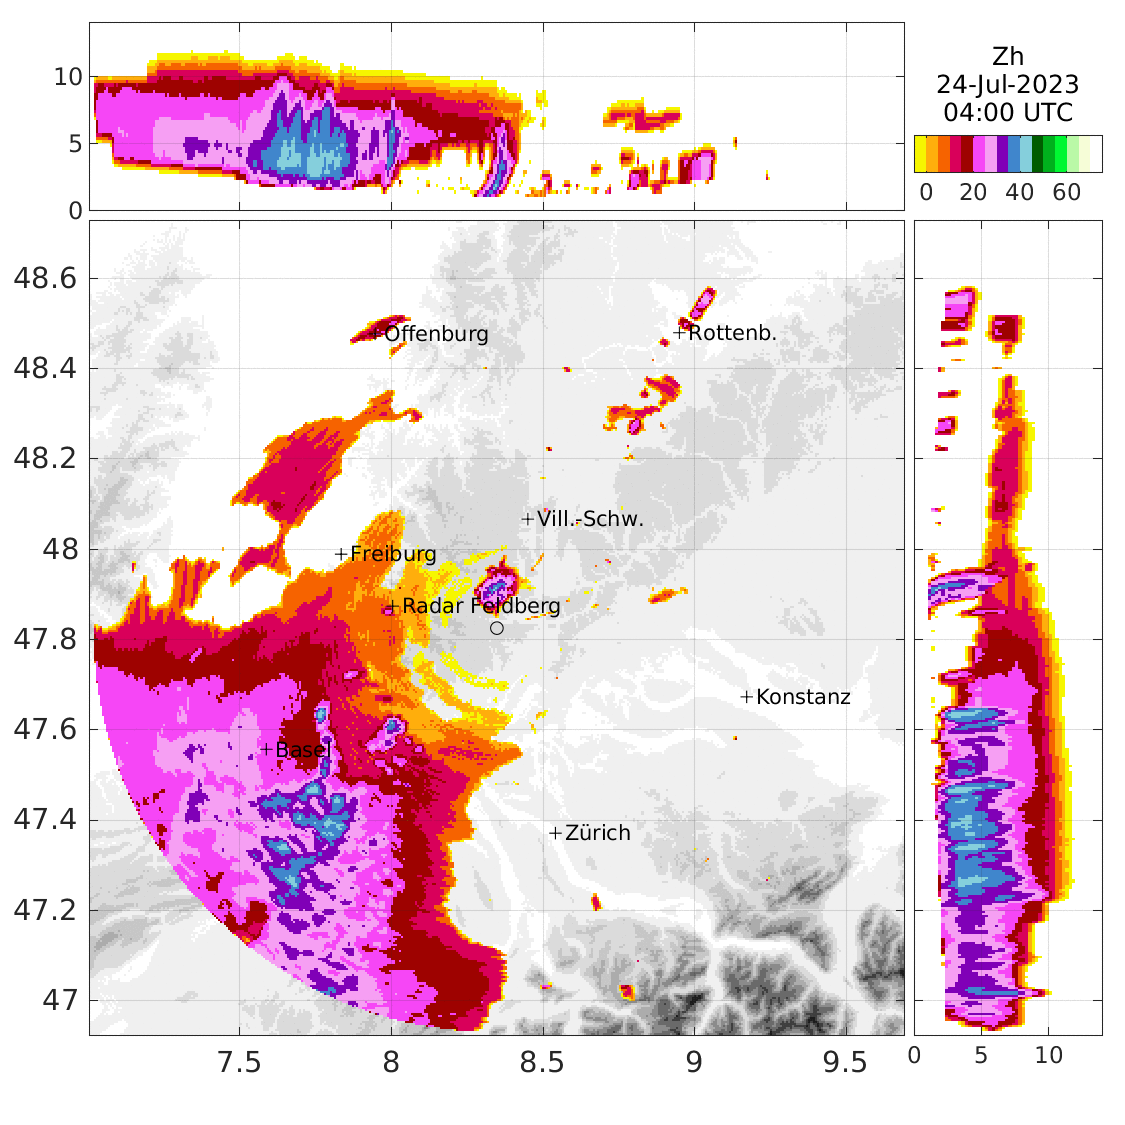 Zh
24-Jul-2023
04:00 UTC
0 20 40 60
10
5
0
48.6
48.4
48.2
48
47.8
47.6
47.4
47.2
47
Offenburg
Rottenb.
Vill.-Schw.
Freiburg
Radar Feldberg
Konstanz
Basel
Zürich
7.5 8 8.5 9 9.5
0 5 10